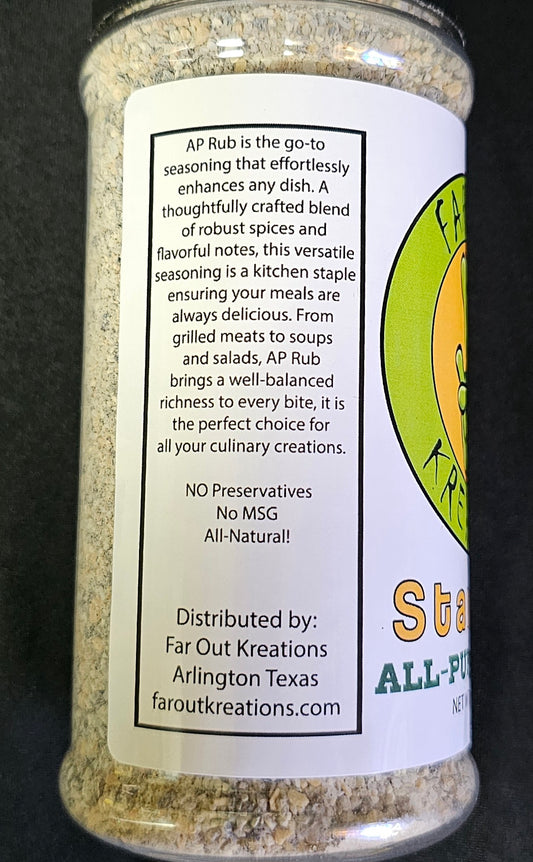 AP Rub is the go-to
seasoning that effortlessly
enhances any dish. A
thoughtfully crafted blend
of robust spices and
flavorful notes, this versatile
seasoning is a kitchen staple
ensuring your meals are
always delicious. From
grilled meats to soups
and salads, AP Rub
brings a well-balanced
richness to every bite, it is
the perfect choice for
all your culinary creations.
NO Preservatives
No MSG
All-Natural!
Distributed by:
Far Out Kreations
Arlington Texas
faroutkreations.com